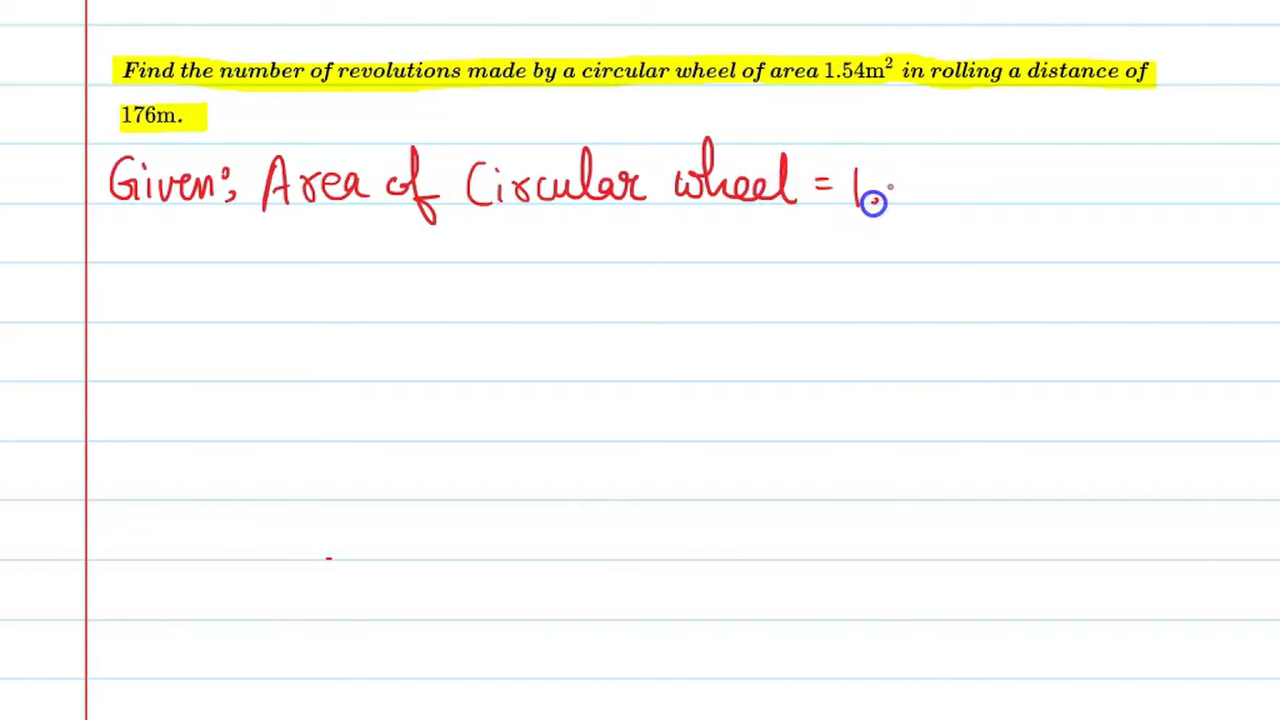 Find the number of revolutions made by a circular wheel of area 1.54m² in rolling a distance of
176m.
Given:, Area of Circular wheel = 1.